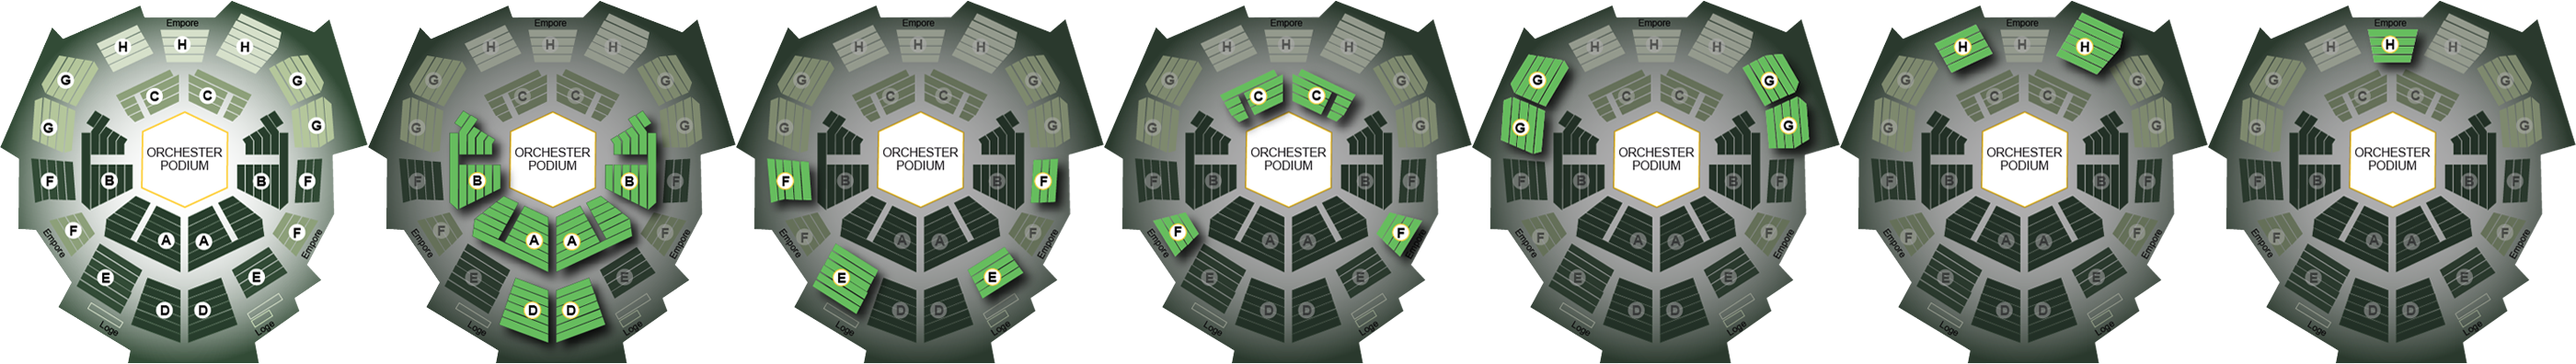 Empore
H H H
G G
C C
G G
ORCHESTER
PODIUM
F B B F
F F
A A
Empore Empore
E E
D D
Loge Loge
Empore
H H H
G G
C C
G G
ORCHESTER
PODIUM
F B B F
F F
A A
Empore Empore
E E
D D
Loge Loge
Empore
H H H
G G
C C
G G
ORCHESTER
PODIUM
F B B F
F F
A A
Empore Empore
E E
D D
Loge Loge
Empore
H H H
G G
C C
G G
ORCHESTER
PODIUM
F B B F
F F
A A
Empore Empore
E E
D D
Loge Loge
Empore
H H H
G G
C C
G G
ORCHESTER
PODIUM
F B B F
F F
A A
Empore Empore
E E
D D
Loge Loge
Empore
H H H
G G
C C
G G
ORCHESTER
PODIUM
F B B F
F F
A A
Empore Empore
E E
D D
Loge Loge
Empore
H H H
G G
C C
G G
ORCHESTER
PODIUM
F B B F
F F
A A
Empore Empore
E E
D D
Loge Loge